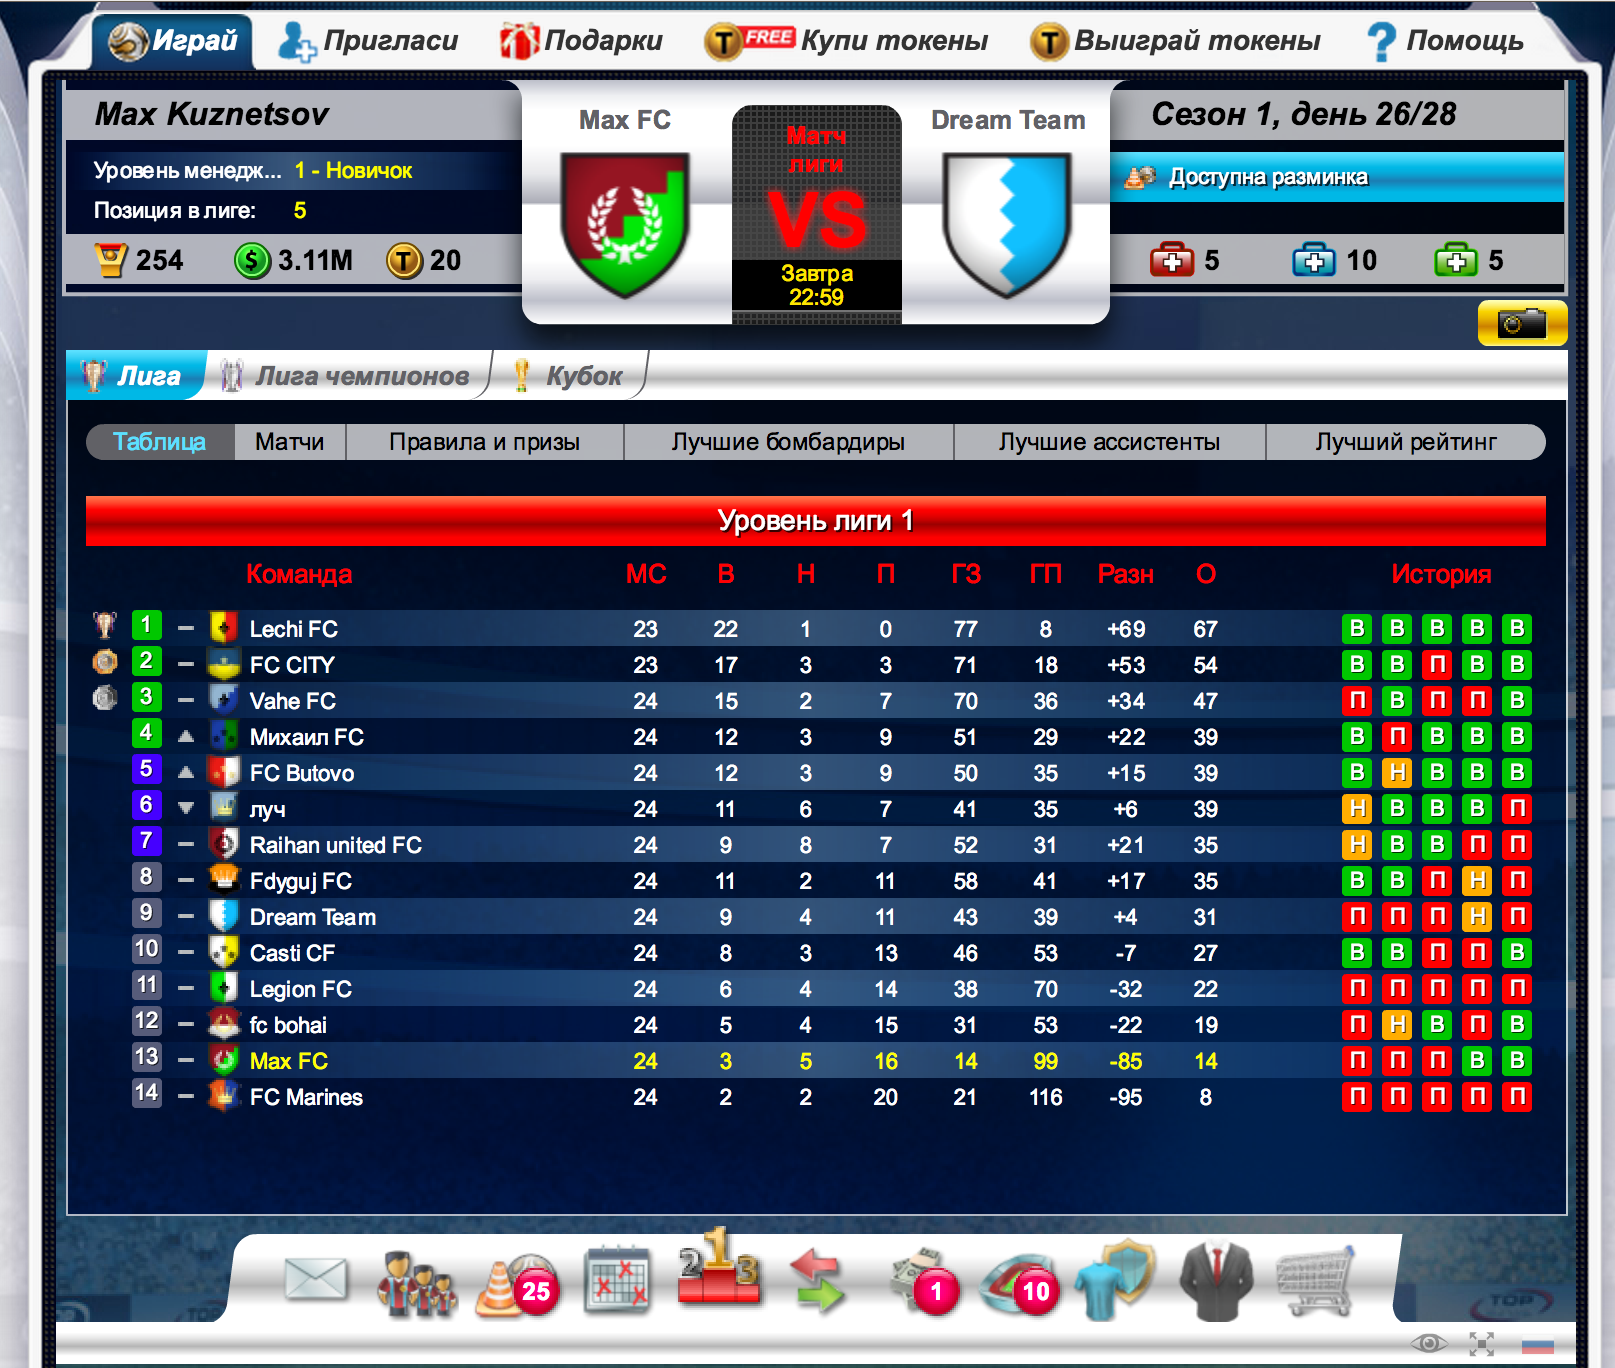 Играй Пригласи Подарки T FREE Купи токены T Выиграй токены ? Помощь
Max Kuznetsov
Уровень менедж... 1 - Новичок
Позиция в лиге: 5
254 $ 3.11M T 20
Max FC
Матч
лиги
VS
Завтра
22:59
Dream Team
Сезон 1, день 26/28
Доступна разминка
5 10 5
Лига Лига чемпионов Кубок
Таблица Матчи Правила и призы Лучшие бомбардиры Лучшие ассистенты Лучший рейтинг
Уровень лиги 1
Команда МС В Н П ГЗ ГП Разн О История
1 Lechi FC 23 22 1 0 77 8 +69 67 В В В В В
2 FC CITY 23 17 3 3 71 18 +53 54 В В П В В
3 Vahe FC 24 15 2 7 70 36 +34 47 П В П П В
4 Михаил FC 24 12 3 9 51 29 +22 39 В П В В В
5 FC Butovo 24 12 3 9 50 35 +15 39 В Н В В В
6 луч 24 11 6 7 41 35 +6 39 Н В В В П
7 Raihan united FC 24 9 8 7 52 31 +21 35 Н В В П П
8 Fdyguj FC 24 11 2 11 58 41 +17 35 В В П Н П
9 Dream Team 24 9 4 11 43 39 +4 31 П П П Н П
10 Casti CF 24 8 3 13 46 53 -7 27 В В П П В
11 Legion FC 24 6 4 14 38 70 -32 22 П П П П П
12 fc bohai 24 5 4 15 31 53 -22 19 П Н В П В
13 Max FC 24 3 5 16 14 99 -85 14 П П П В В
14 FC Marines 24 2 2 20 21 116 -95 8 П П П П П
25 2 1 3 1 10
TOP